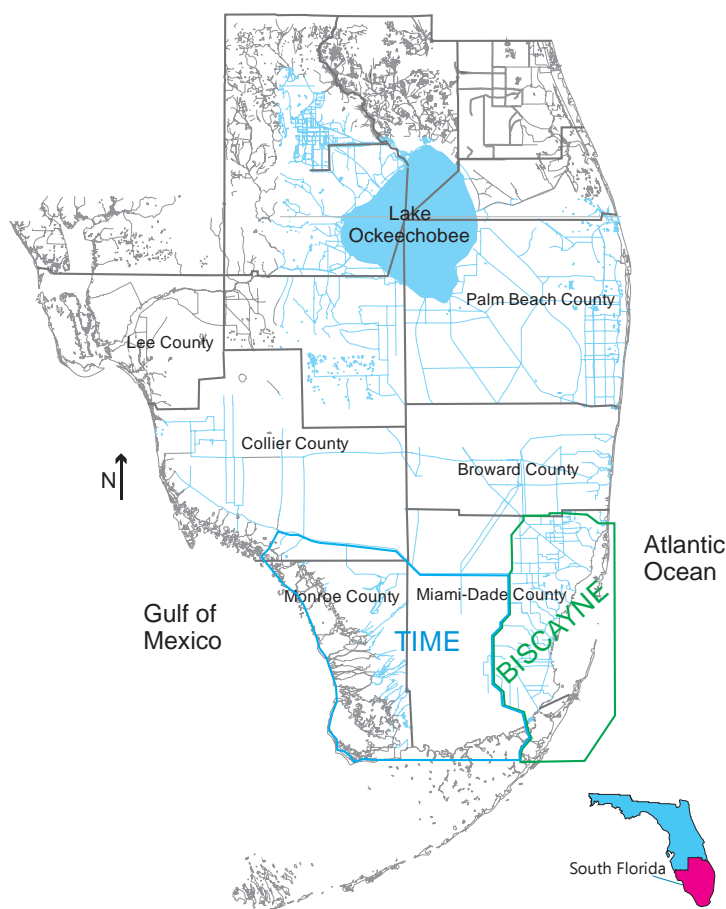 Lake
Ockeechobee
Palm Beach County
Lee County
Collier County
Broward County
N
Atlantic
Ocean
Monroe County
Miami-Dade County
Gulf of
Mexico
TIME
BISCAYNE
South Florida